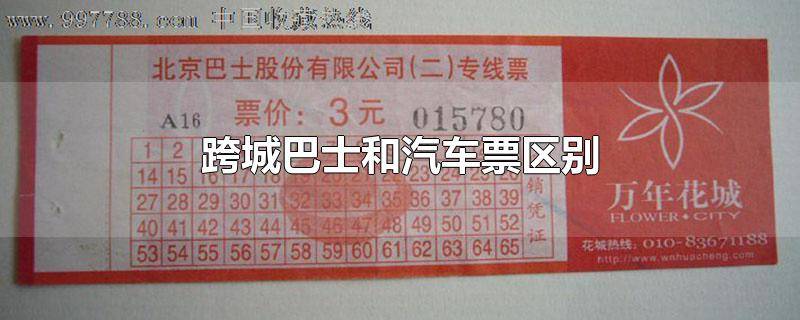 www.997788.com 中国收藏热线
北京巴士股份有限公司(二)专线票
A16 票价: 3元 015780
跨城巴士和汽车票区别
1 2
14 15 16
销凭证
27 28 29 30 31 32 33 34 35 36 37 38 39
40 41 42 43 44 45 46 47 48 49 50 51 52
53 54 55 56 57 58 59 60 61 62 63 64 65
万年花城
FLOWER·CITY
花城热线: 010-83671188
http://www.wnhuacheng.com